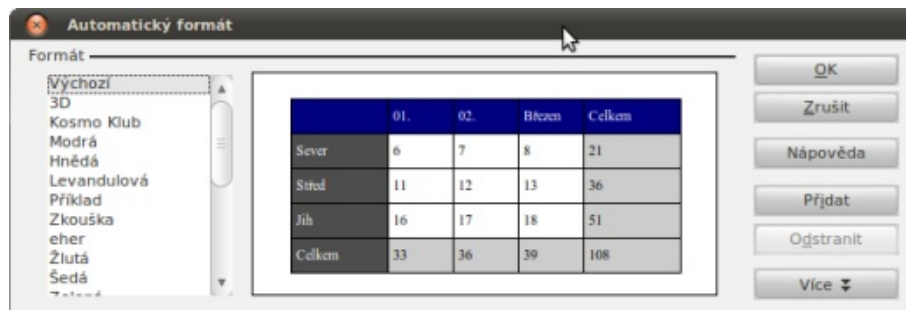 Automatický formát
Formát
Výchozí
3D
Kosmo Klub
Modrá
Hnědá
Levandulová
Příklad
Zkouška
eher
Žlutá
Šedá
Zelená
01. 02. Březen Celkem
Sever 6 7 8 21
Střed 11 12 13 36
Jih 16 17 18 51
Celkem 33 36 39 108
OK
Zrušit
Nápověda
Přidat
Odstranit
Více